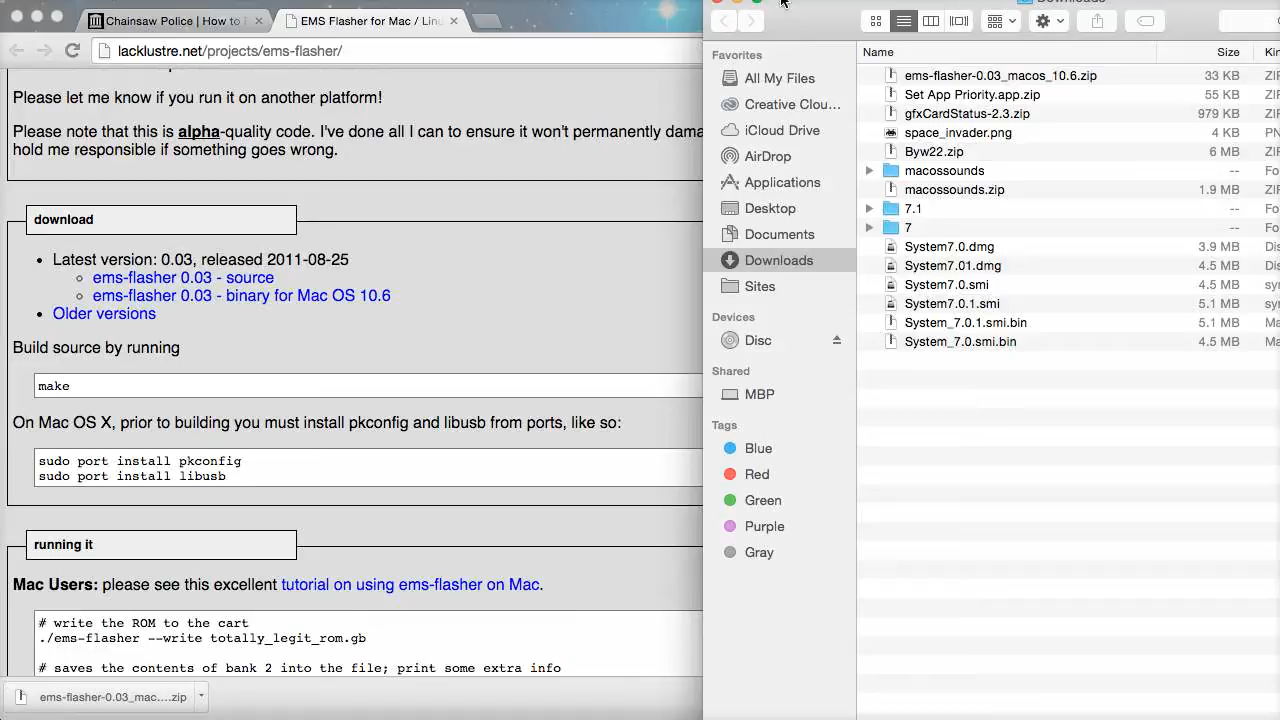 Chainsaw Police | How to
EMS Flasher for Mac / Linu
lacklustre.net/projects/ems-flasher/
Please let me know if you run it on another platform!
Please note that this is alpha-quality code. I've done all I can to ensure it won't permanently dama
hold me responsible if something goes wrong.
download
Latest version: 0.03, released 2011-08-25
ems-flasher 0.03 - source
ems-flasher 0.03 - binary for Mac OS 10.6
Older versions
Build source by running
make
On Mac OS X, prior to building you must install pkconfig and libusb from ports, like so:
sudo port install pkconfig
sudo port install libusb
running it
Mac Users: please see this excellent tutorial on using ems-flasher on Mac.
# write the ROM to the cart
./ems-flasher --write totally_legit_rom.gb
# saves the contents of bank 2 into the file; print some extra info
ems-flasher-0.03_mac....zip
Downloads
Favorites
All My Files
Creative Clou...
iCloud Drive
AirDrop
Applications
Desktop
Documents
Downloads
Sites
Devices
Disc
Shared
MBP
Tags
Blue
Red
Green
Purple
Gray
Name Size Kin
ems-flasher-0.03_macos_10.6.zip 33 KB ZIP
Set App Priority.app.zip 55 KB ZIP
gfxCardStatus-2.3.zip 979 KB ZIP
space_invader.png 4 KB PN
Byw22.zip 6 MB ZIP
macossounds -- Fo
macossounds.zip 1.9 MB ZIP
7.1 -- Fo
7 -- Fo
System7.0.dmg 3.9 MB Dis
System7.01.dmg 4.5 MB Dis
System7.0.smi 4.5 MB syn
System7.0.1.smi 5.1 MB syn
System_7.0.1.smi.bin 5.1 MB Ma
System_7.0.smi.bin 4.5 MB Ma